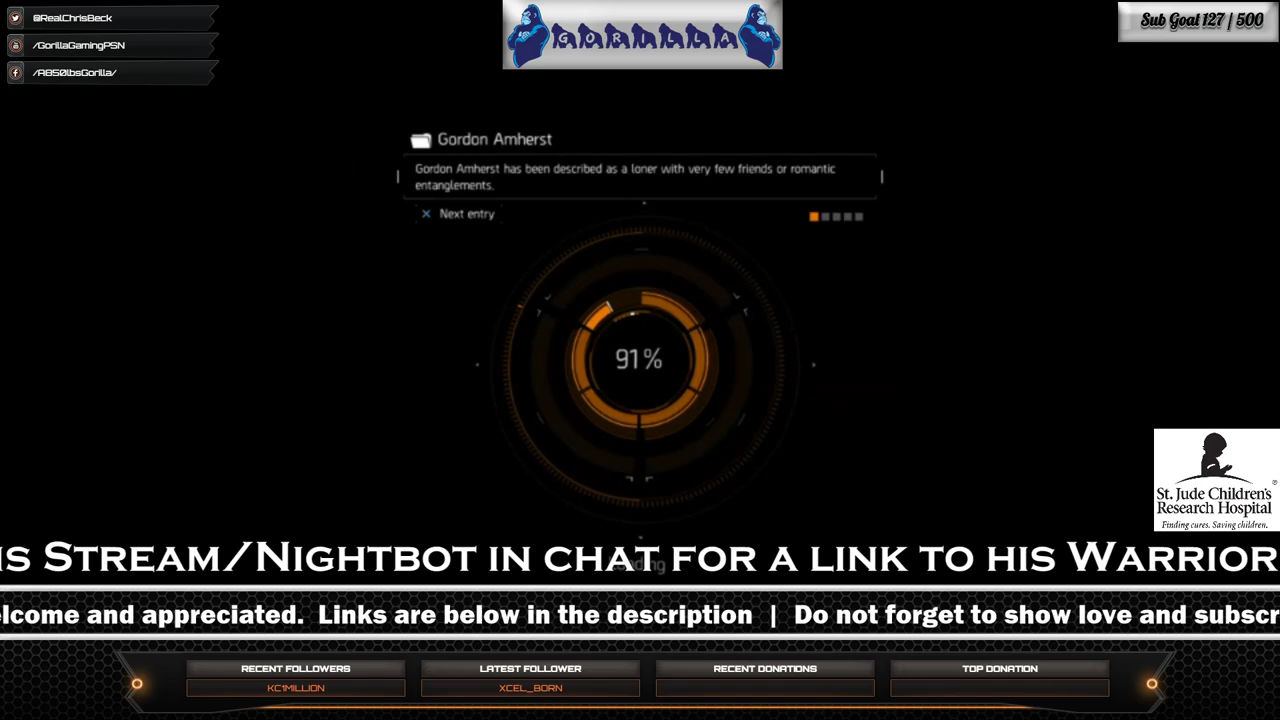 @RealChrisBeck
/GorillaGamingPSN
/A850lbsGorilla/
GORILLA
Sub Goal 127 / 500
Gordon Amherst
Gordon Amherst has been described as a loner with very few friends or romantic
entanglements.
Next entry
91%
St. Jude Children's
Research Hospital
Finding cures. Saving children.
is Stream/Nightbot in chat for a link to his Warrior
elcome and appreciated. Links are below in the description | Do not forget to show love and subscr
RECENT FOLLOWERS
LATEST FOLLOWER
RECENT DONATIONS
TOP DONATION
KC1MILLION
XCEL_BORN